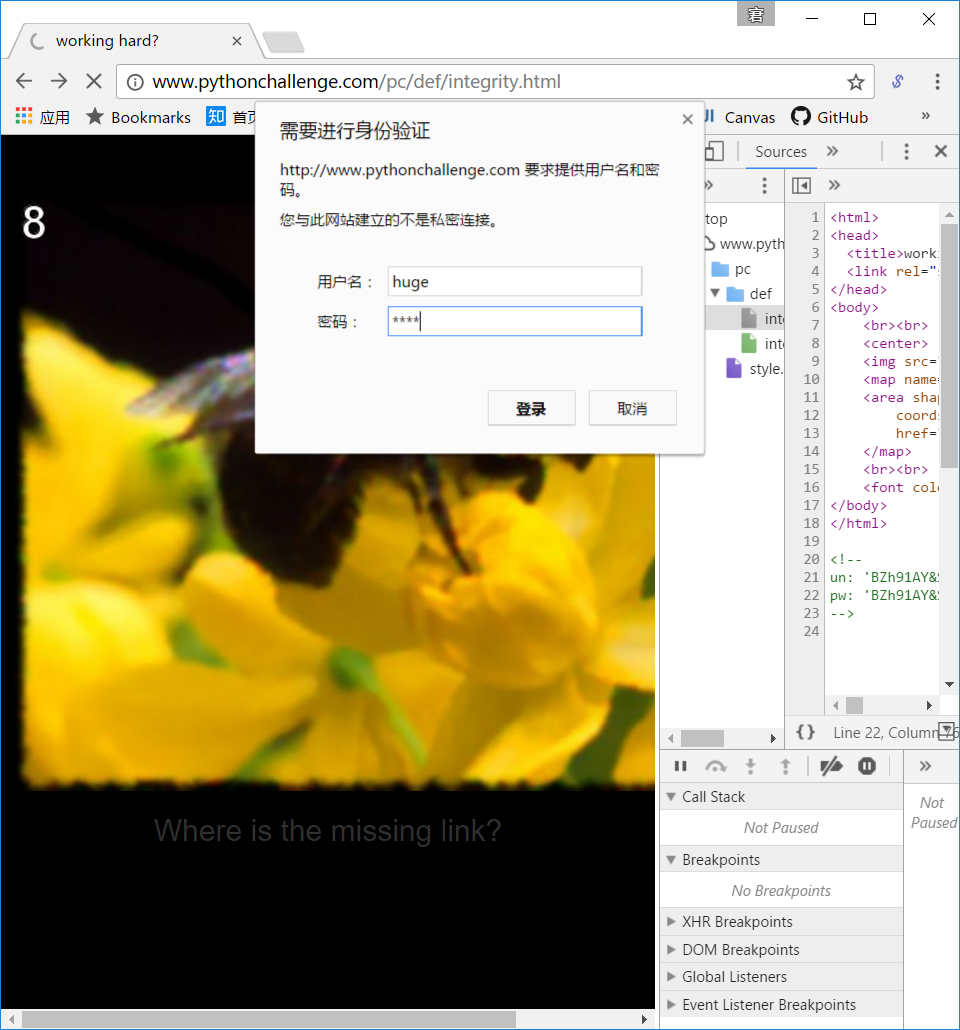 窘
working hard?
www.pythonchallenge.com/pc/def/integrity.html
应用 Bookmarks 知 首页 UI Canvas GitHub »
需要进行身份验证
http://www.pythonchallenge.com 要求提供用户名和密
码。
您与此网站建立的不是私密连接。
用户名： huge
密码： ****
登录 取消
8
Where is the missing link?
Sources »
» »
top
www.pyth
pc
def
inte
inte
style.
1 <html>
2 <head>
3 <title>worki
4 <link rel="s
5 </head>
6 <body>
7 <br><br>
8 <center>
9 <img src="
10 <map name=
11 <area shap
12 coords
13 href="
14 </map>
15 <br><br>
16 <font colo
17 </body>
18 </html>
19
20 <!--
21 un: 'BZh91AY&S
22 pw: 'BZh91AY&S
23 -->
24
{} Line 22, Column 76
»
Call Stack
Not Paused
Breakpoints
No Breakpoints
XHR Breakpoints
DOM Breakpoints
Global Listeners
Event Listener Breakpoints
Not
Paused